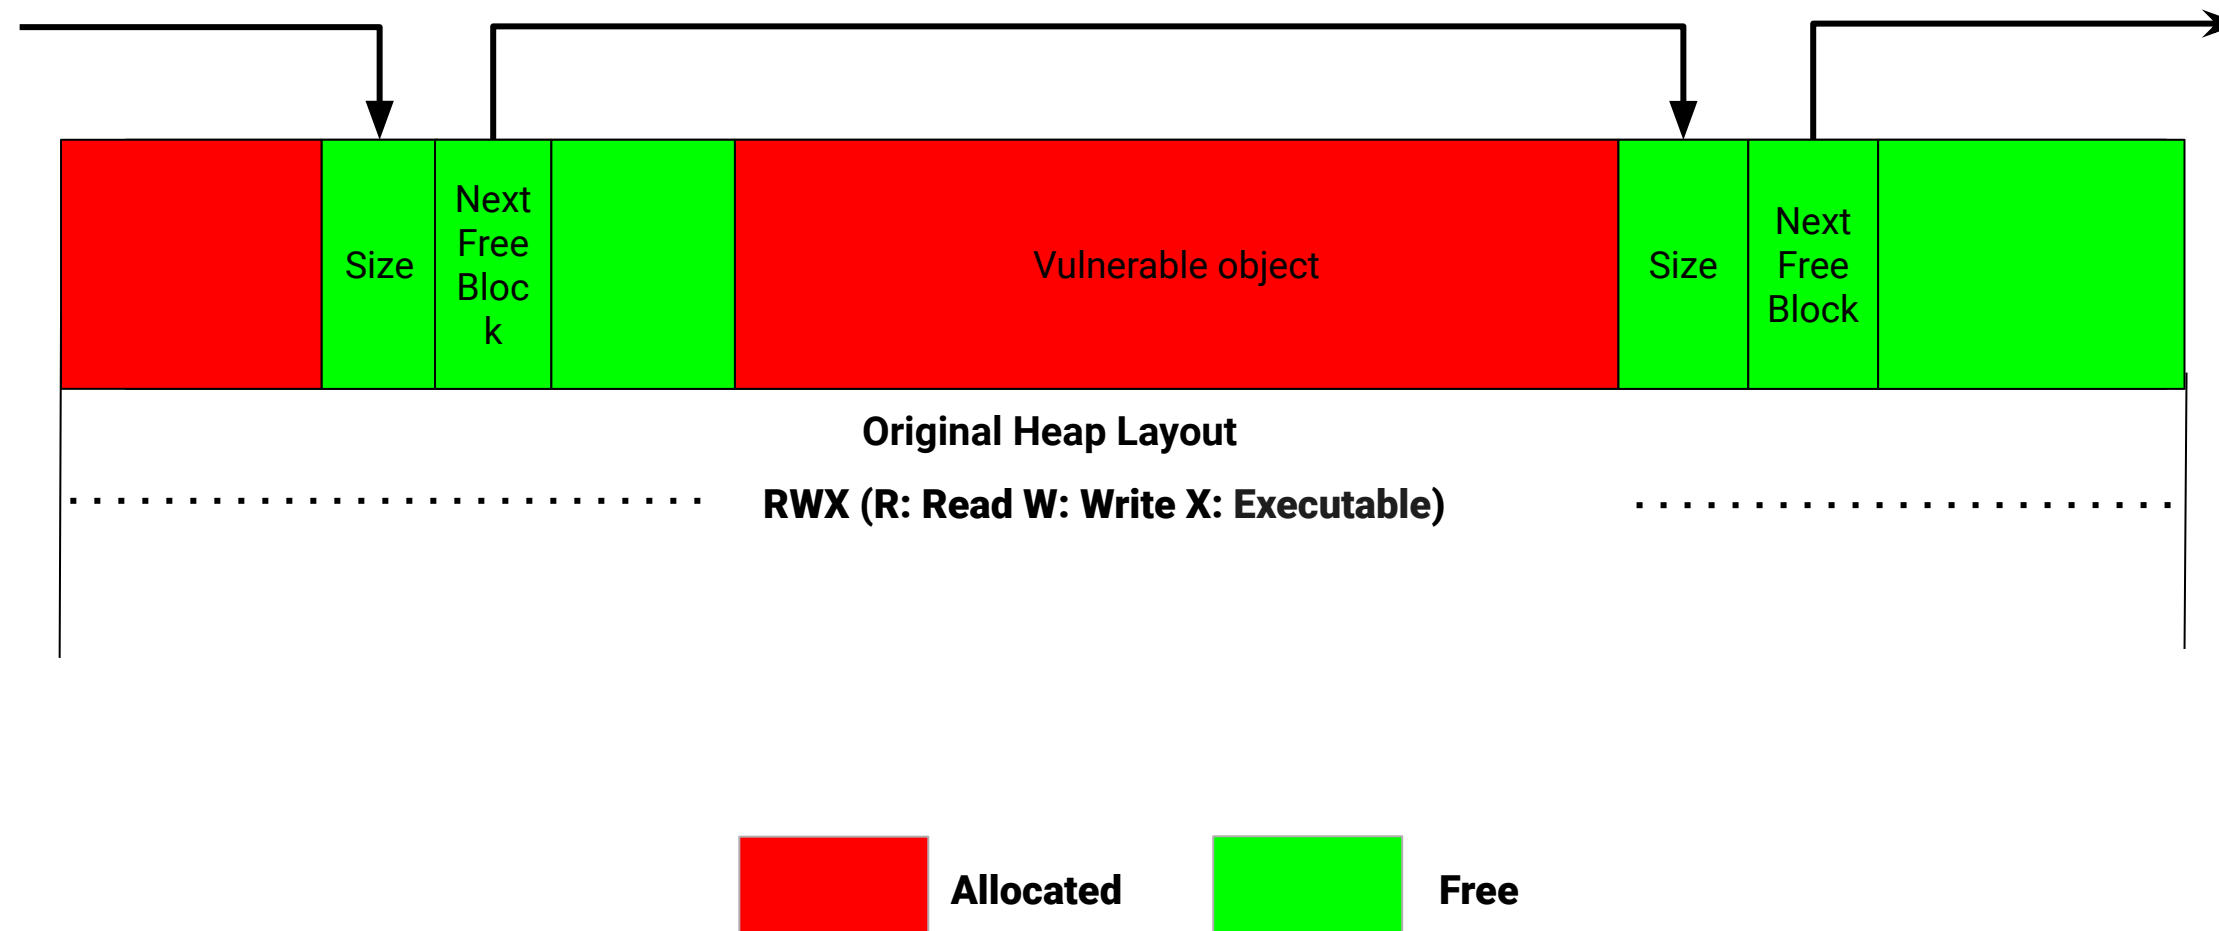 Size
Next
Free
Bloc
k
Vulnerable object
Size
Next
Free
Block
Original Heap Layout
RWX (R: Read W: Write X: Executable)
Allocated
Free